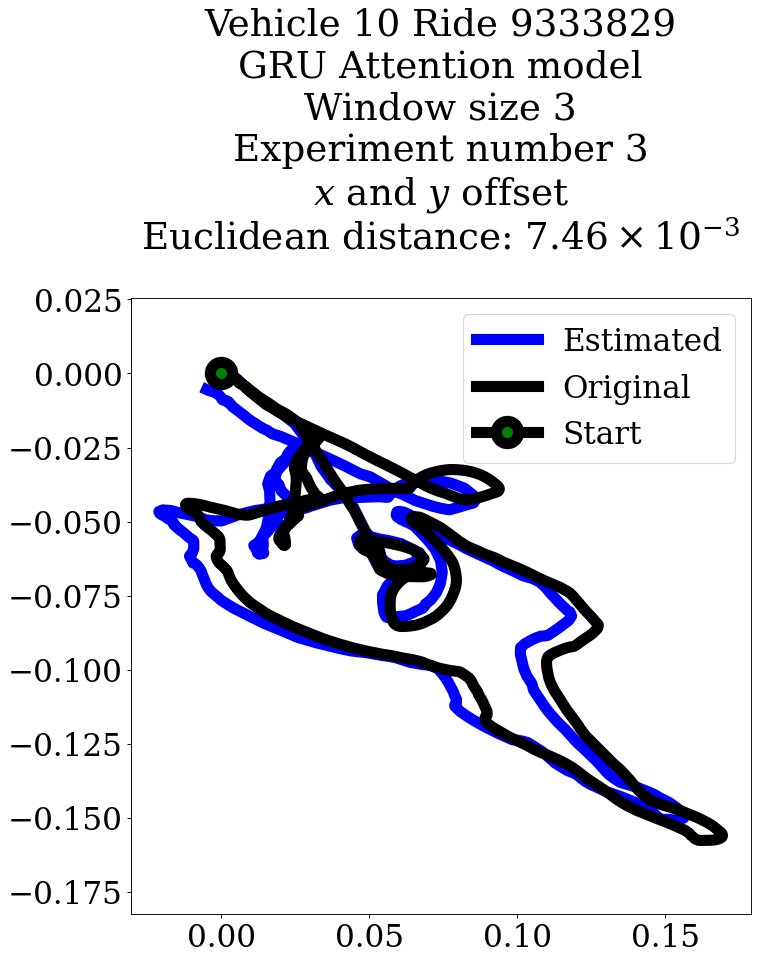 Vehicle 10 Ride 9333829
GRU Attention model
Window size 3
Experiment number 3
x and y offset
Euclidean distance: 7.46 × 10⁻³
0.025
0.000
−0.025
−0.050
−0.075
−0.100
−0.125
−0.150
−0.175
Estimated
Original
Start
0.00 0.05 0.10 0.15